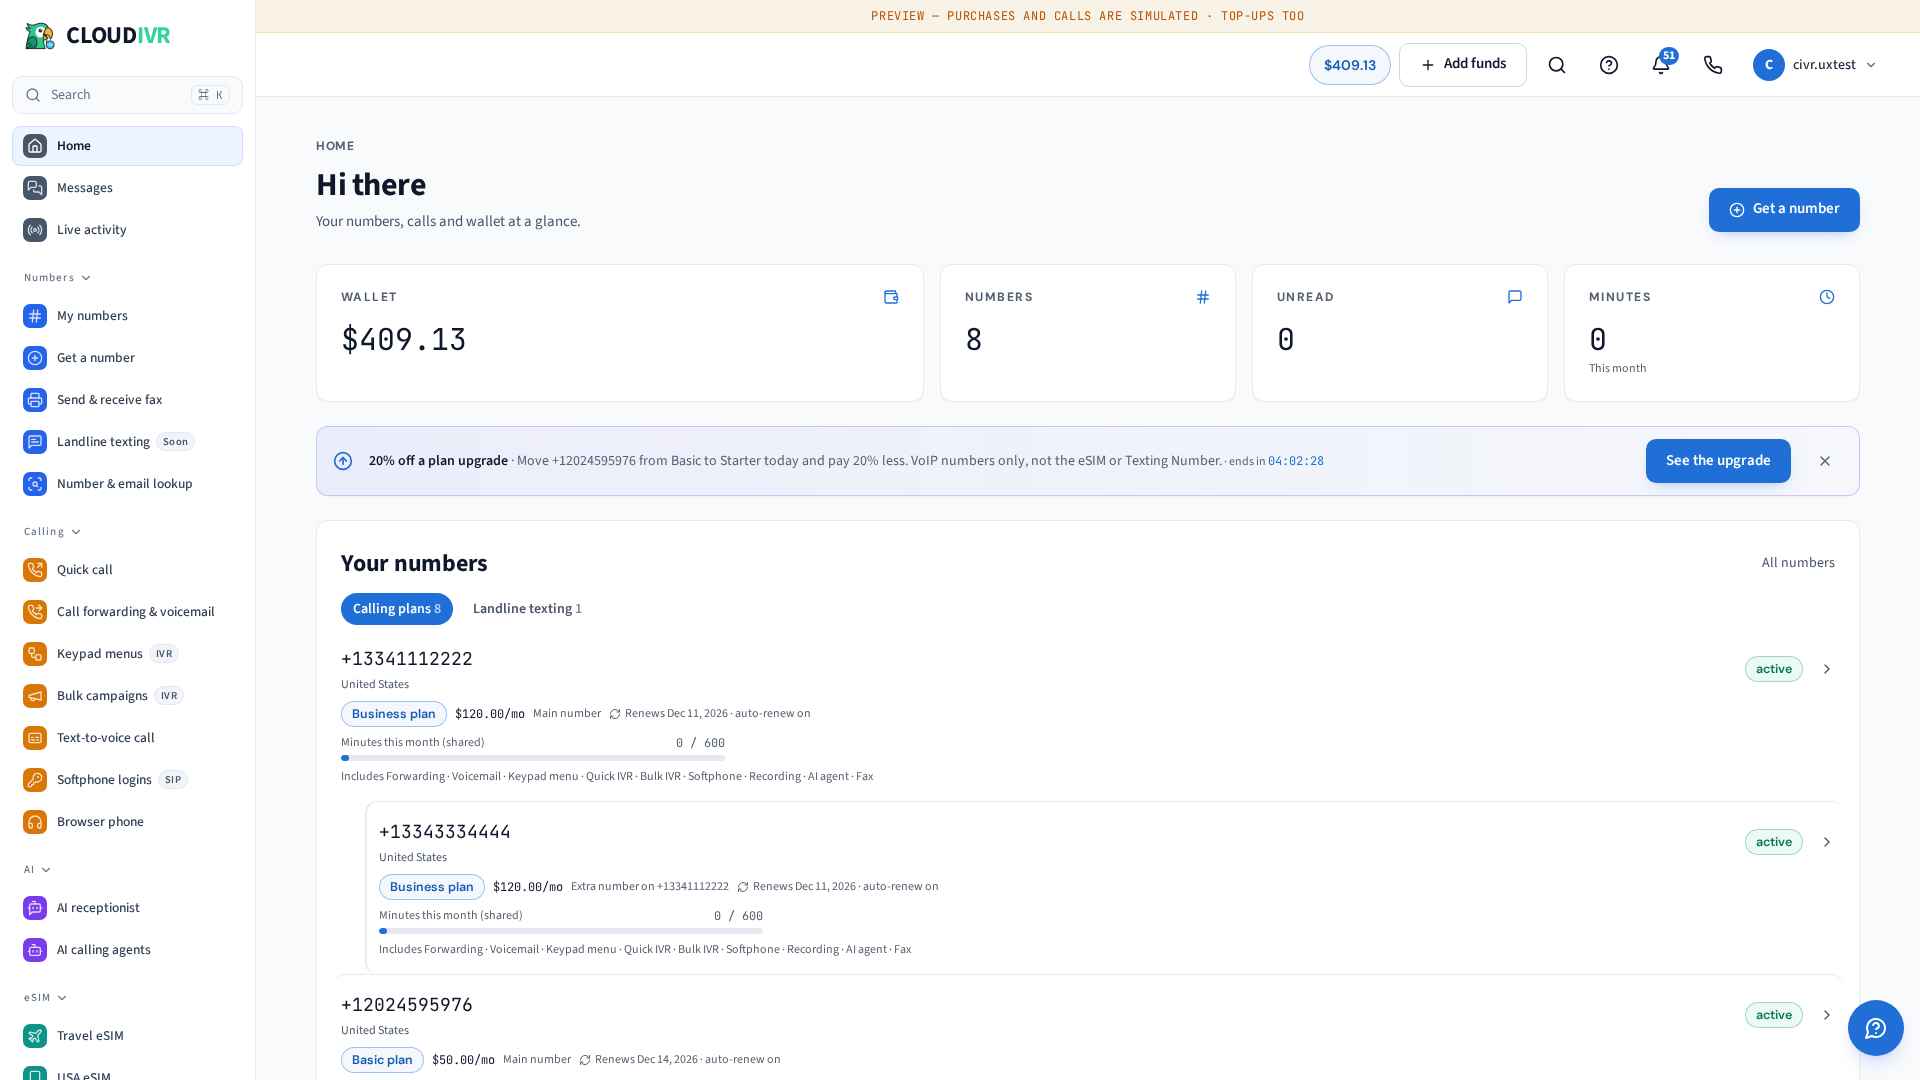 PREVIEW — PURCHASES AND CALLS ARE SIMULATED · TOP-UPS TOO
CLOUDIVR
Search ⌘ K
Home
Messages
Live activity
Numbers
My numbers
Get a number
Send & receive fax
Landline texting Soon
Number & email lookup
Calling
Quick call
Call forwarding & voicemail
Keypad menus IVR
Bulk campaigns IVR
Text-to-voice call
Softphone logins SIP
Browser phone
AI
AI receptionist
AI calling agents
eSIM
Travel eSIM
USA eSIM
$409.13
+ Add funds
51
C civr.uxtest
HOME
Hi there
Your numbers, calls and wallet at a glance.
Get a number
WALLET
$409.13
NUMBERS
8
UNREAD
0
MINUTES
0
This month
20% off a plan upgrade · Move +12024595976 from Basic to Starter today and pay 20% less. VoIP numbers only, not the eSIM or Texting Number. · ends in 04:02:28
See the upgrade
Your numbers
All numbers
Calling plans 8 Landline texting 1
+13341112222
United States
active
Business plan $120.00/mo Main number Renews Dec 11, 2026 · auto-renew on
Minutes this month (shared) 0 / 600
Includes Forwarding · Voicemail · Keypad menu · Quick IVR · Bulk IVR · Softphone · Recording · AI agent · Fax
+13343334444
United States
active
Business plan $120.00/mo Extra number on +13341112222 Renews Dec 11, 2026 · auto-renew on
Minutes this month (shared) 0 / 600
Includes Forwarding · Voicemail · Keypad menu · Quick IVR · Bulk IVR · Softphone · Recording · AI agent · Fax
+12024595976
United States
active
Basic plan $50.00/mo Main number Renews Dec 14, 2026 · auto-renew on